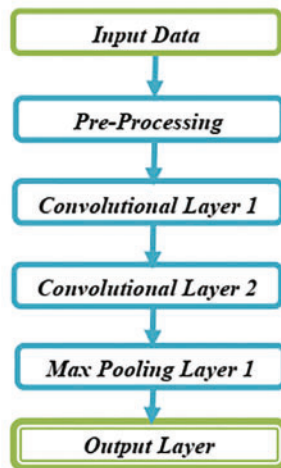 Input Data
Pre-Processing
Convolutional Layer 1
Convolutional Layer 2
Max Pooling Layer 1
Output Layer